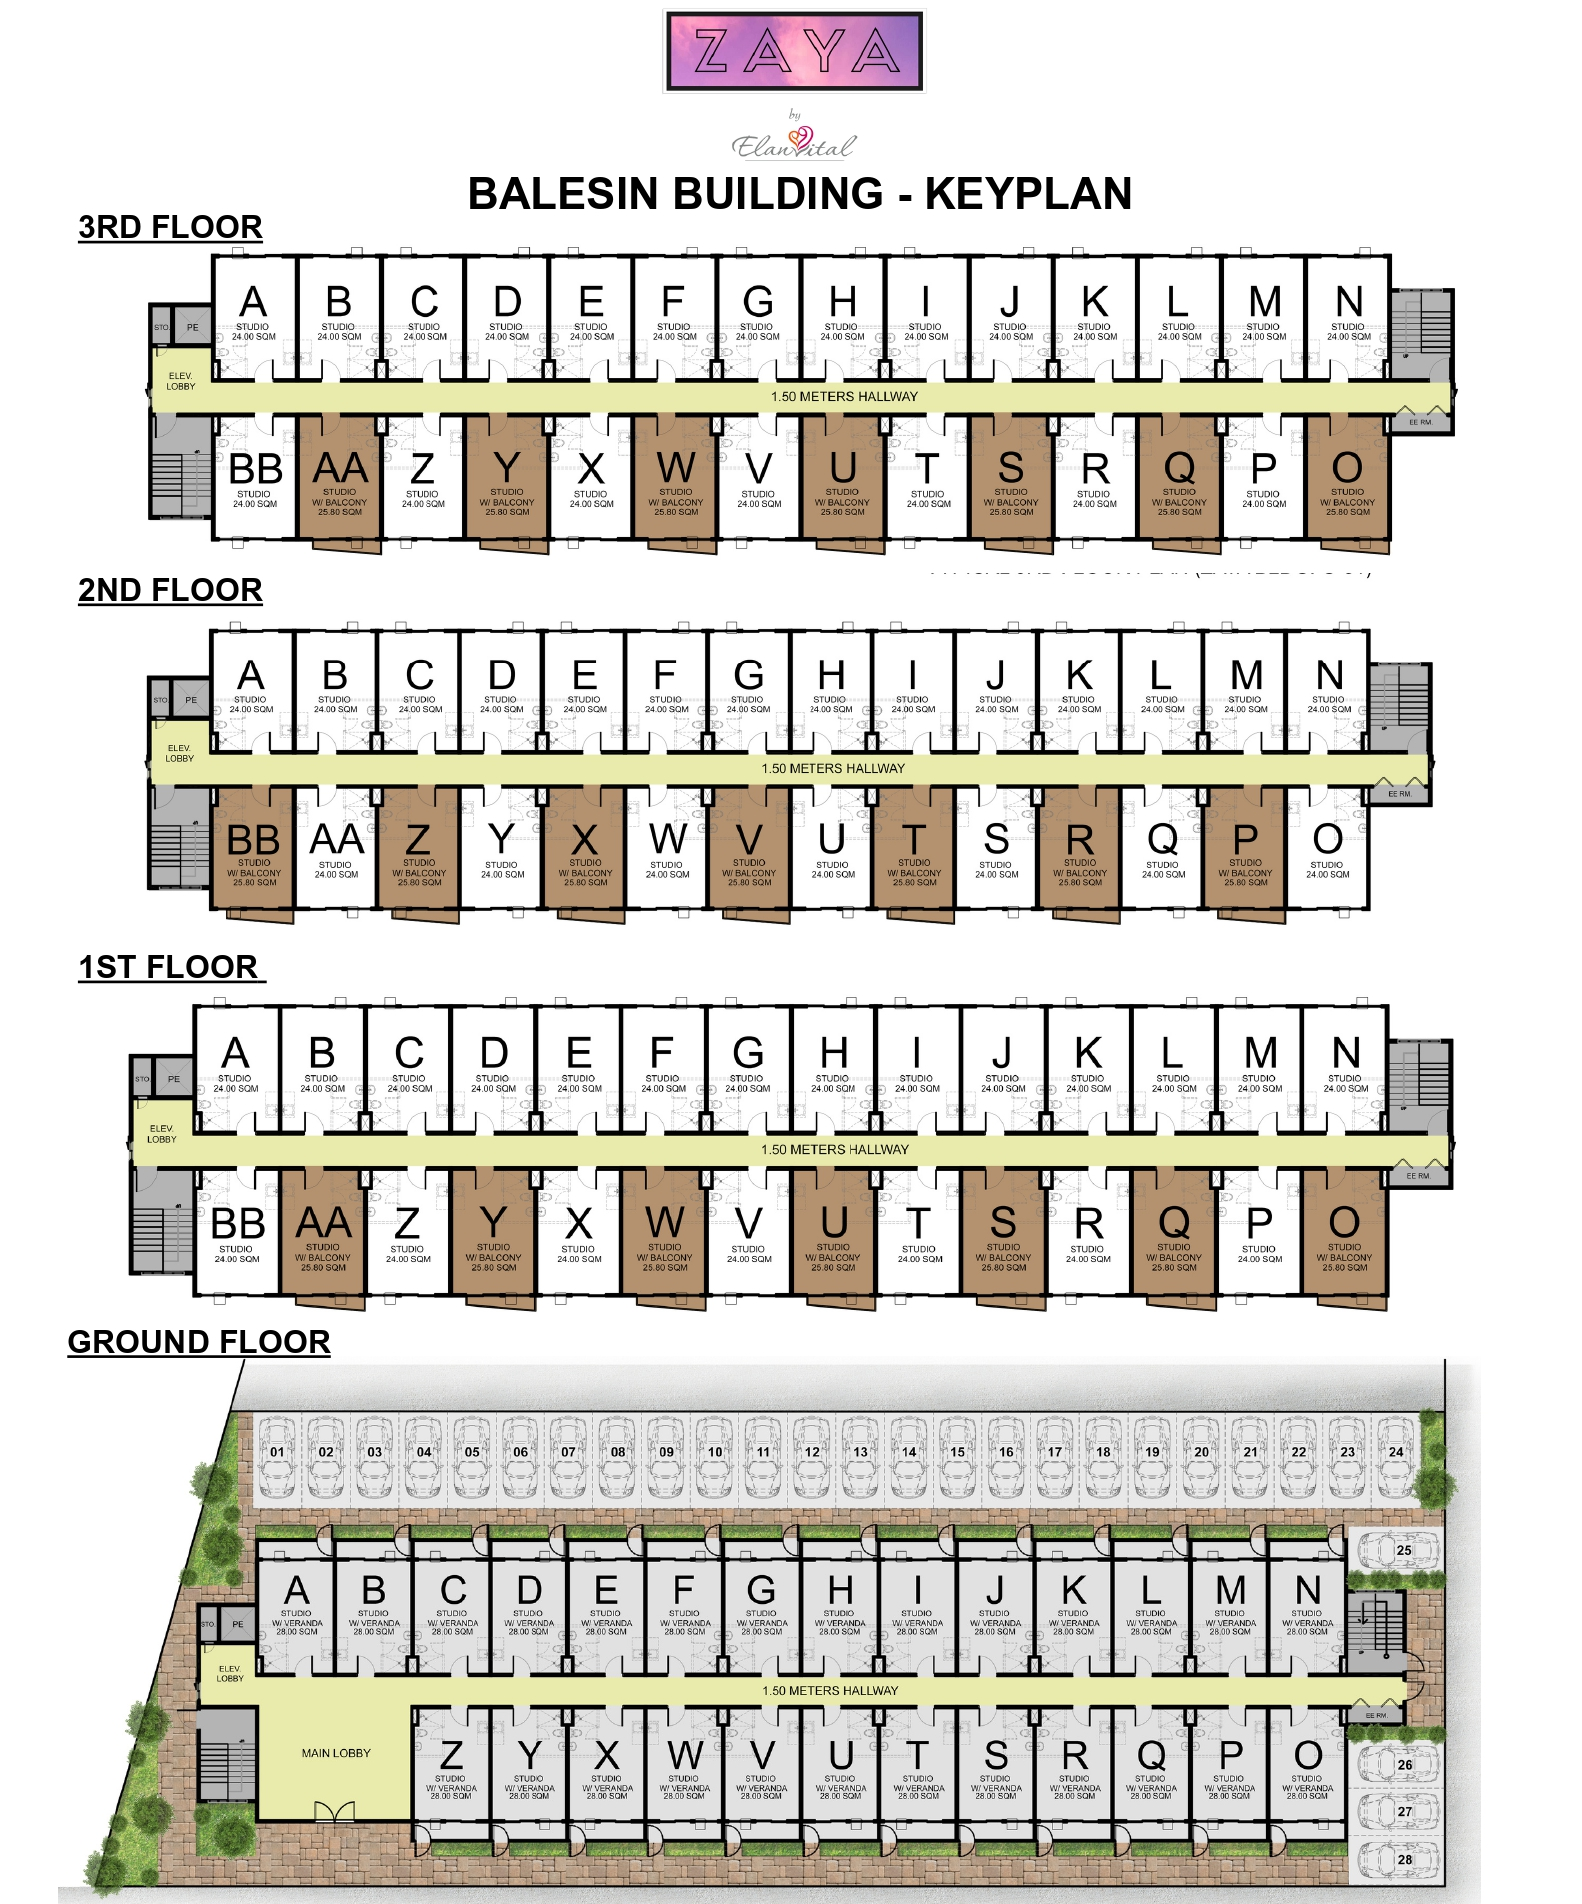 ZAYA
by
ElanVital
BALESIN BUILDING - KEYPLAN
3RD FLOOR
A B C D E F G H I J K L M N
STUDIO STUDIO STUDIO STUDIO STUDIO STUDIO STUDIO STUDIO STUDIO STUDIO STUDIO STUDIO STUDIO STUDIO
24.00 SQM 24.00 SQM 24.00 SQM 24.00 SQM 24.00 SQM 24.00 SQM 24.00 SQM 24.00 SQM 24.00 SQM 24.00 SQM 24.00 SQM 24.00 SQM 24.00 SQM 24.00 SQM
STO. PE
UP
ELEV.
LOBBY
1.50 METERS HALLWAY
EE RM.
BB AA Z Y X W V U T S R Q P O
STUDIO STUDIO STUDIO STUDIO STUDIO STUDIO STUDIO STUDIO STUDIO STUDIO STUDIO STUDIO STUDIO STUDIO
24.00 SQM W/ BALCONY 24.00 SQM W/ BALCONY 24.00 SQM W/ BALCONY 24.00 SQM W/ BALCONY 24.00 SQM W/ BALCONY 24.00 SQM W/ BALCONY 24.00 SQM W/ BALCONY
25.80 SQM 25.80 SQM 25.80 SQM 25.80 SQM 25.80 SQM 25.80 SQM 25.80 SQM
2ND FLOOR
A B C D E F G H I J K L M N
STUDIO STUDIO STUDIO STUDIO STUDIO STUDIO STUDIO STUDIO STUDIO STUDIO STUDIO STUDIO STUDIO STUDIO
24.00 SQM 24.00 SQM 24.00 SQM 24.00 SQM 24.00 SQM 24.00 SQM 24.00 SQM 24.00 SQM 24.00 SQM 24.00 SQM 24.00 SQM 24.00 SQM 24.00 SQM 24.00 SQM
STO. PE
UP
ELEV.
LOBBY
1.50 METERS HALLWAY
EE RM.
BB AA Z Y X W V U T S R Q P O
STUDIO STUDIO STUDIO STUDIO STUDIO STUDIO STUDIO STUDIO STUDIO STUDIO STUDIO STUDIO STUDIO STUDIO
W/ BALCONY 24.00 SQM W/ BALCONY 24.00 SQM W/ BALCONY 24.00 SQM W/ BALCONY 24.00 SQM W/ BALCONY 24.00 SQM W/ BALCONY 24.00 SQM W/ BALCONY 24.00 SQM
25.80 SQM 25.80 SQM 25.80 SQM 25.80 SQM 25.80 SQM 25.80 SQM 25.80 SQM
1ST FLOOR
A B C D E F G H I J K L M N
STUDIO STUDIO STUDIO STUDIO STUDIO STUDIO STUDIO STUDIO STUDIO STUDIO STUDIO STUDIO STUDIO STUDIO
24.00 SQM 24.00 SQM 24.00 SQM 24.00 SQM 24.00 SQM 24.00 SQM 24.00 SQM 24.00 SQM 24.00 SQM 24.00 SQM 24.00 SQM 24.00 SQM 24.00 SQM 24.00 SQM
STO. PE
UP
ELEV.
LOBBY
1.50 METERS HALLWAY
EE RM.
BB AA Z Y X W V U T S R Q P O
STUDIO STUDIO STUDIO STUDIO STUDIO STUDIO STUDIO STUDIO STUDIO STUDIO STUDIO STUDIO STUDIO STUDIO
24.00 SQM W/ BALCONY 24.00 SQM W/ BALCONY 24.00 SQM W/ BALCONY 24.00 SQM W/ BALCONY 24.00 SQM W/ BALCONY 24.00 SQM W/ BALCONY 24.00 SQM W/ BALCONY
25.80 SQM 25.80 SQM 25.80 SQM 25.80 SQM 25.80 SQM 25.80 SQM 25.80 SQM
GROUND FLOOR
01 02 03 04 05 06 07 08 09 10 11 12 13 14 15 16 17 18 19 20 21 22 23 24
25
A B C D E F G H I J K L M N
STUDIO STUDIO STUDIO STUDIO STUDIO STUDIO STUDIO STUDIO STUDIO STUDIO STUDIO STUDIO STUDIO STUDIO
W/ VERANDA W/ VERANDA W/ VERANDA W/ VERANDA W/ VERANDA W/ VERANDA W/ VERANDA W/ VERANDA W/ VERANDA W/ VERANDA W/ VERANDA W/ VERANDA W/ VERANDA W/ VERANDA
28.00 SQM 28.00 SQM 28.00 SQM 28.00 SQM 28.00 SQM 28.00 SQM 28.00 SQM 28.00 SQM 28.00 SQM 28.00 SQM 28.00 SQM 28.00 SQM 28.00 SQM 28.00 SQM
STO. PE
ELEV.
LOBBY
1.50 METERS HALLWAY
EE RM.
MAIN LOBBY
Z Y X W V U T S R Q P O
STUDIO STUDIO STUDIO STUDIO STUDIO STUDIO STUDIO STUDIO STUDIO STUDIO STUDIO STUDIO
W/ VERANDA W/ VERANDA W/ VERANDA W/ VERANDA W/ VERANDA W/ VERANDA W/ VERANDA W/ VERANDA W/ VERANDA W/ VERANDA W/ VERANDA W/ VERANDA
28.00 SQM 28.00 SQM 28.00 SQM 28.00 SQM 28.00 SQM 28.00 SQM 28.00 SQM 28.00 SQM 28.00 SQM 28.00 SQM 28.00 SQM 28.00 SQM
26
27
28